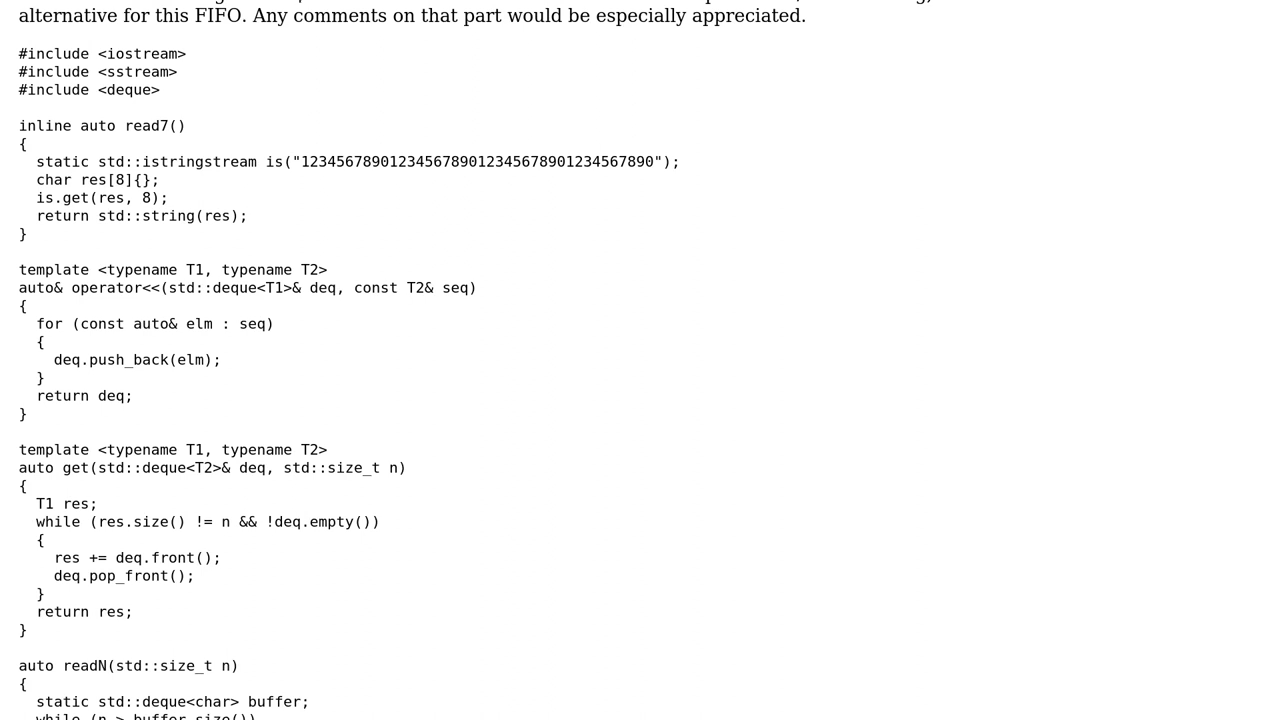 alternative for this FIFO. Any comments on that part would be especially appreciated.
#include <iostream>
#include <sstream>
#include <deque>
inline auto read7()
{
  static std::istringstream is("1234567890123456789012345678901234567890");
  char res[8]{};
  is.get(res, 8);
  return std::string(res);
}
template <typename T1, typename T2>
auto& operator<<(std::deque<T1>& deq, const T2& seq)
{
  for (const auto& elm : seq)
  {
    deq.push_back(elm);
  }
  return deq;
}
template <typename T1, typename T2>
auto get(std::deque<T2>& deq, std::size_t n)
{
  T1 res;
  while (res.size() != n && !deq.empty())
  {
    res += deq.front();
    deq.pop_front();
  }
  return res;
}
auto readN(std::size_t n)
{
  static std::deque<char> buffer;
  while (n > buffer.size())